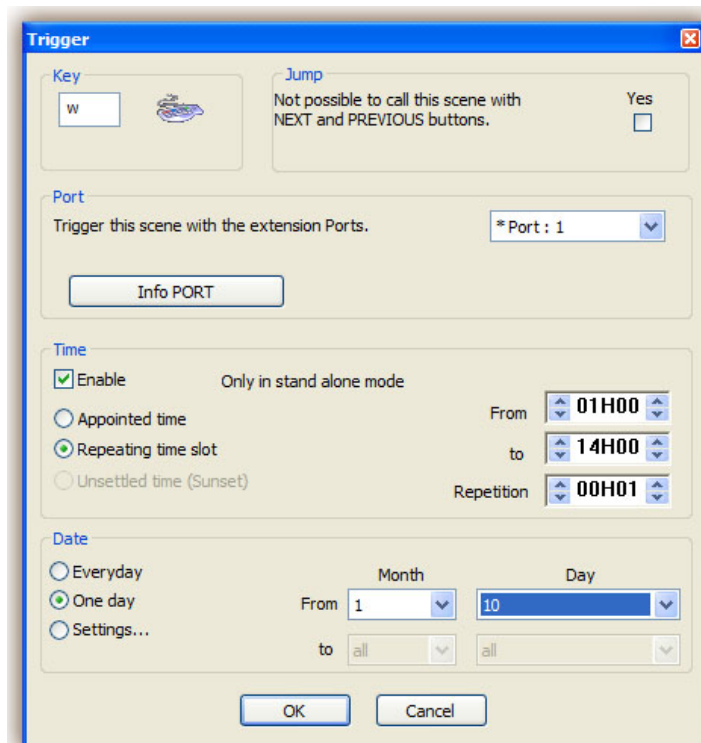 Trigger
Key
w
Jump
Not possible to call this scene with
NEXT and PREVIOUS buttons.
Yes
Port
Trigger this scene with the extension Ports.
*Port : 1
Info PORT
Time
Enable
Only in stand alone mode
Appointed time
Repeating time slot
Unsettled time (Sunset)
From 01H00
to 14H00
Repetition 00H01
Date
Everyday
One day
Settings...
Month Day
From 1 10
to all all
OK Cancel